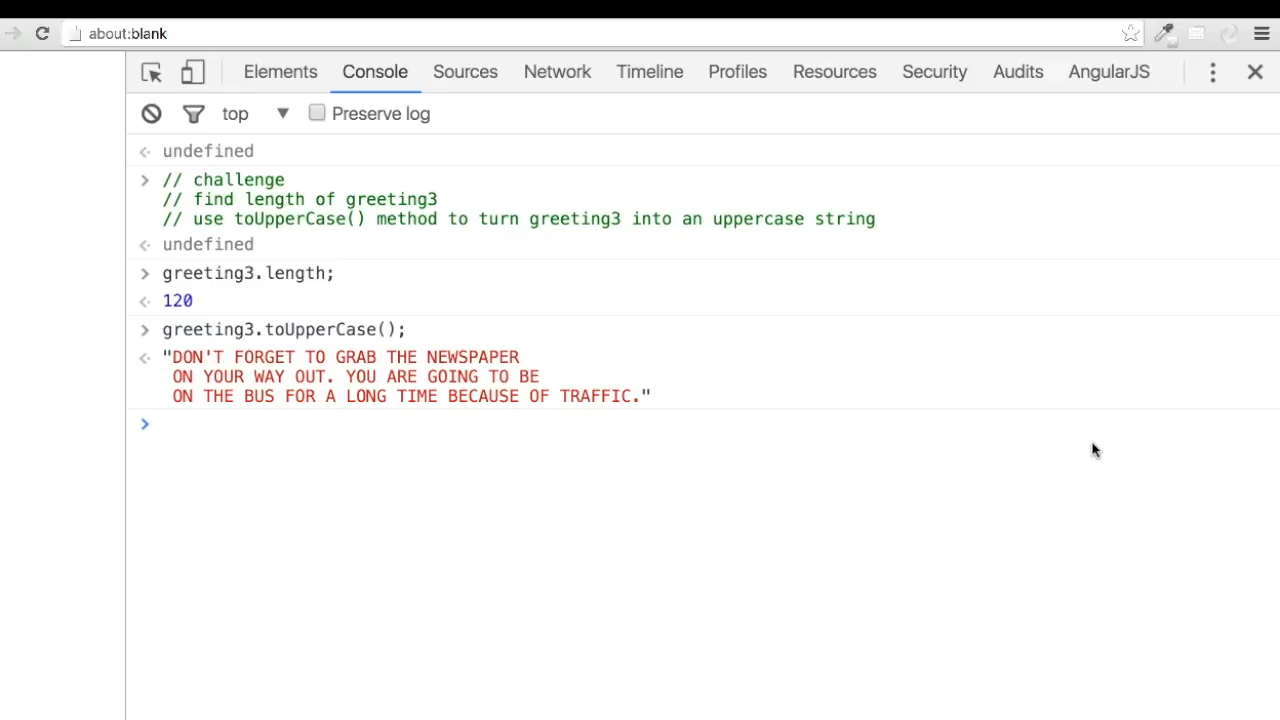 about:blank
Elements Console Sources Network Timeline Profiles Resources Security Audits AngularJS
top Preserve log
undefined
// challenge
// find length of greeting3
// use toUpperCase() method to turn greeting3 into an uppercase string
undefined
greeting3.length;
120
greeting3.toUpperCase();
"DON'T FORGET TO GRAB THE NEWSPAPER
ON YOUR WAY OUT. YOU ARE GOING TO BE
ON THE BUS FOR A LONG TIME BECAUSE OF TRAFFIC."